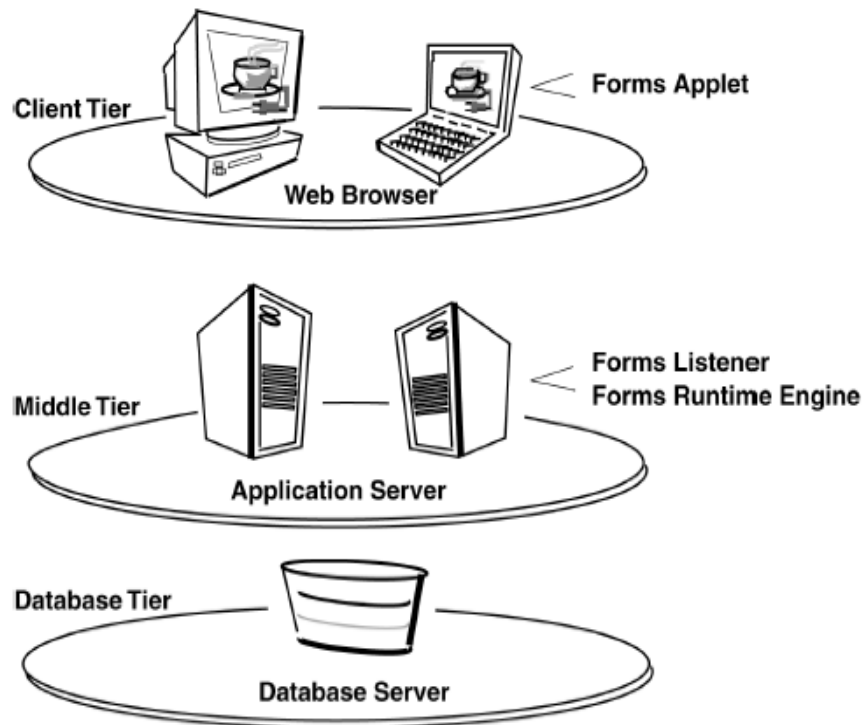 Client Tier
Forms Applet
Web Browser
Middle Tier
Forms Listener
Forms Runtime Engine
Application Server
Database Tier
Database Server